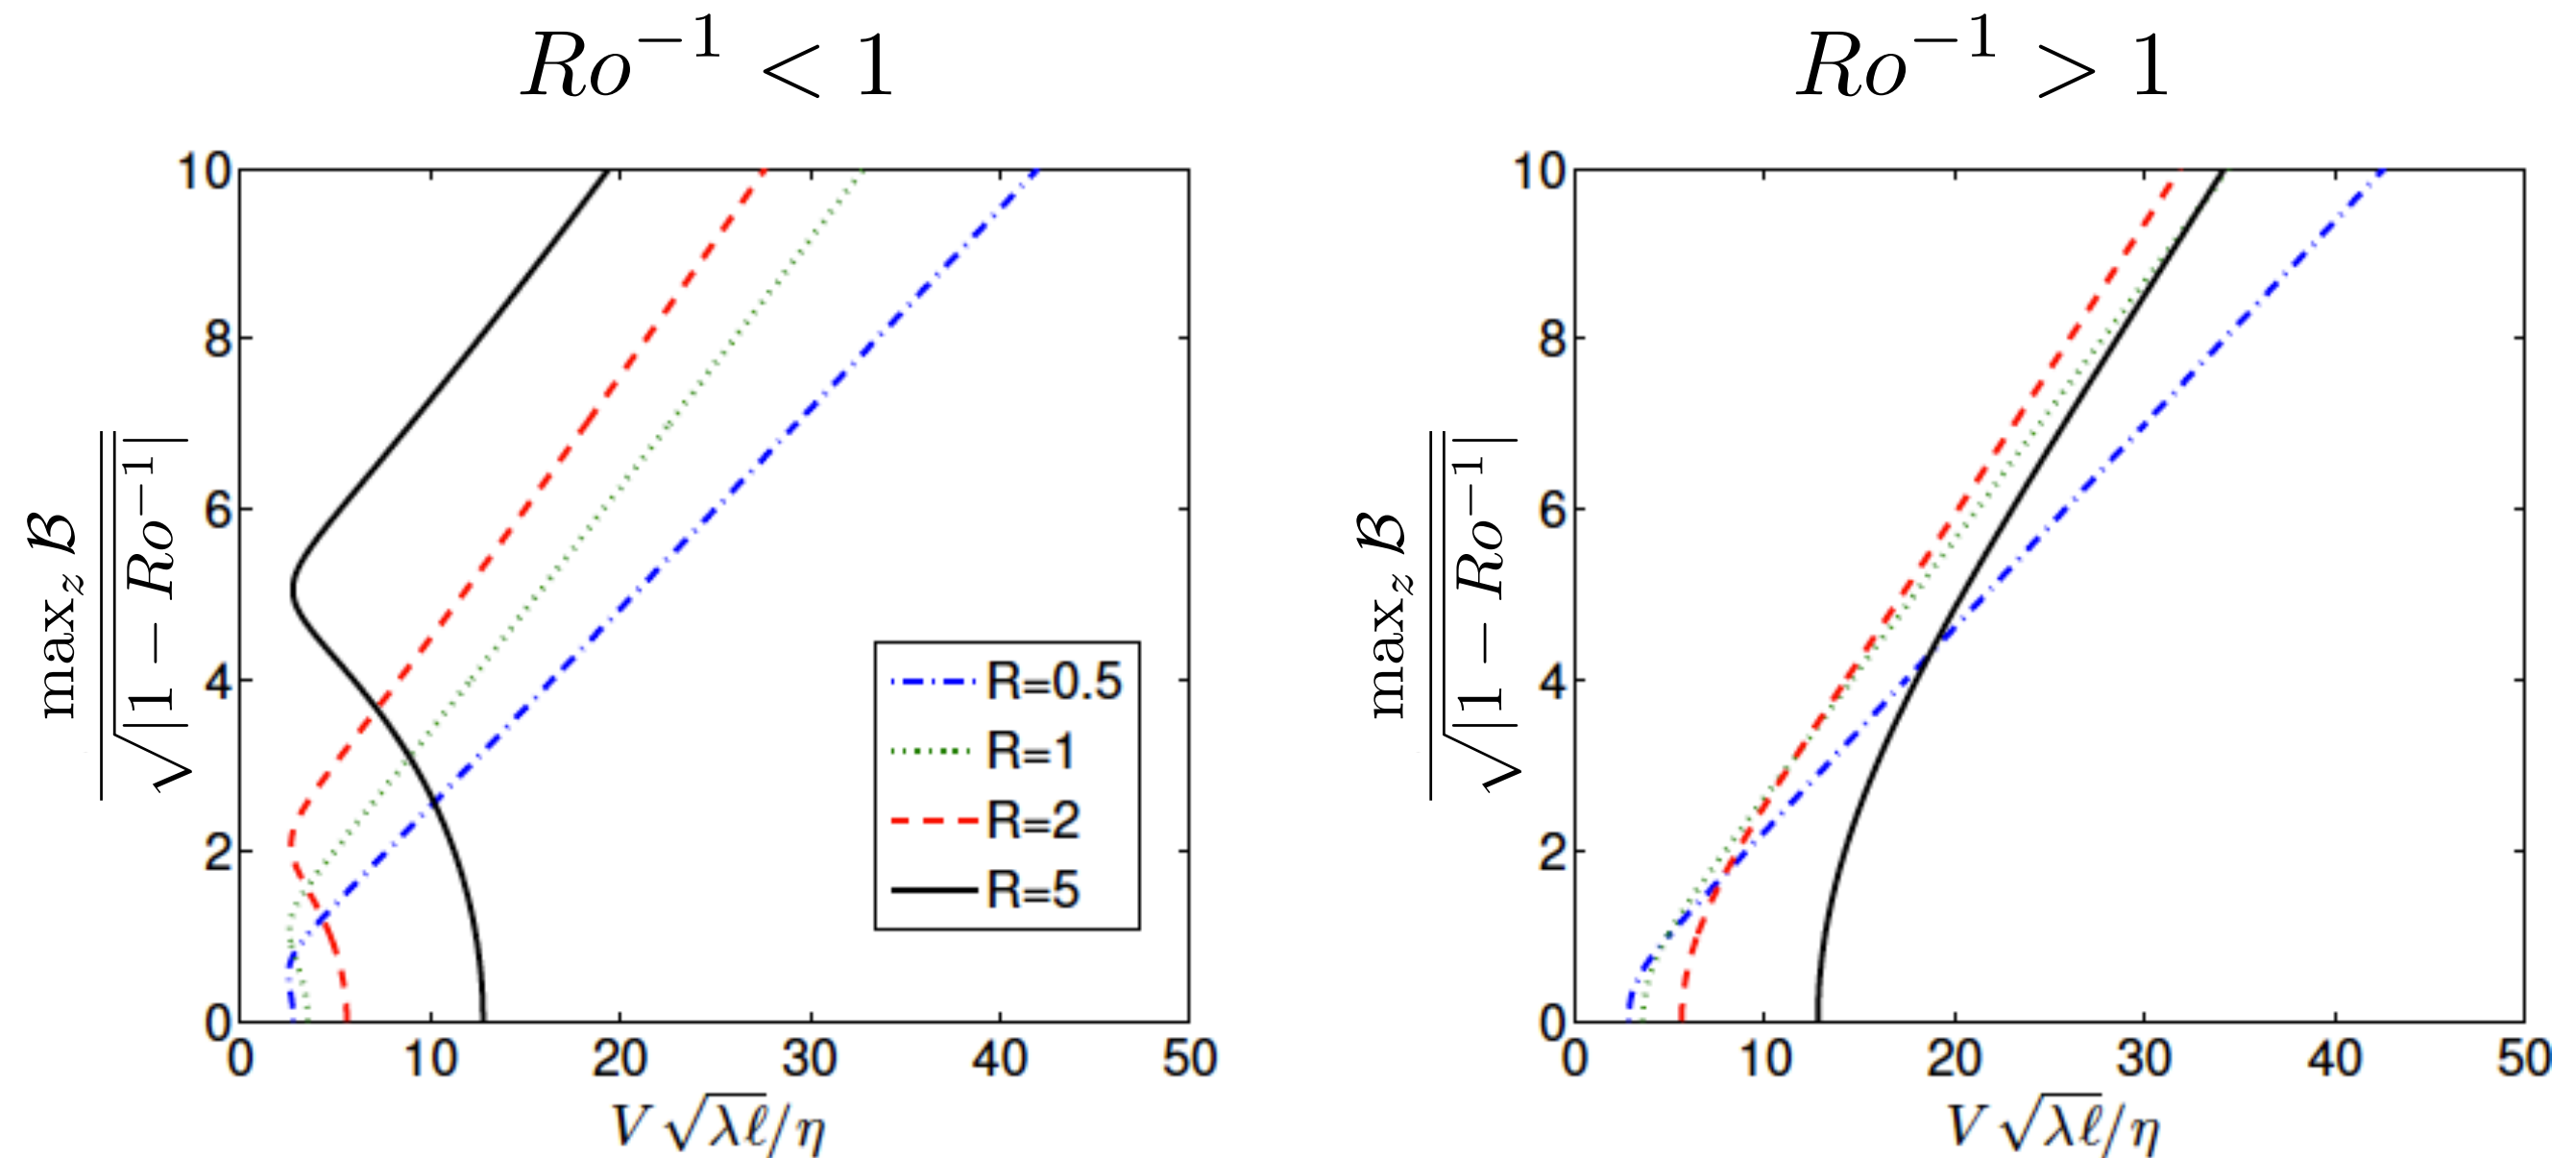 Ro⁻¹ < 1
max_z ℬ / √|1 − Ro⁻¹|
10
8
6
4
2
0
0 10 20 30 40 50
V√λℓ/η
R=0.5
R=1
R=2
R=5
Ro⁻¹ > 1
max_z ℬ / √|1 − Ro⁻¹|
10
8
6
4
2
0
0 10 20 30 40 50
V√λℓ/η